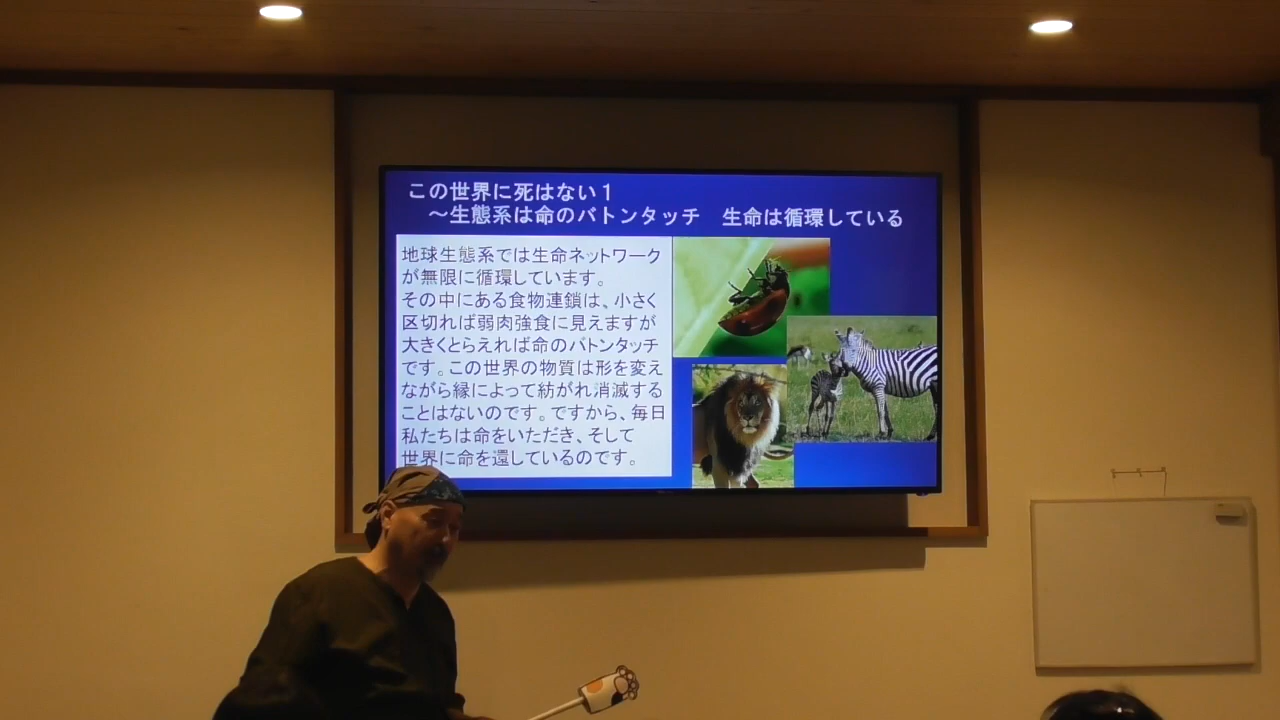 この世界に死はない1
～生態系は命のバトンタッチ　生命は循環している
地球生態系では生命ネットワーク
が無限に循環しています。
その中にある食物連鎖は、小さく
区切れば弱肉強食に見えますが
大きくとらえれば命のバトンタッチ
です。この世界の物質は形を変え
ながら縁によって紡がれ消滅する
ことはないのです。ですから、毎日
私たちは命をいただき、そして
世界に命を還しているのです。